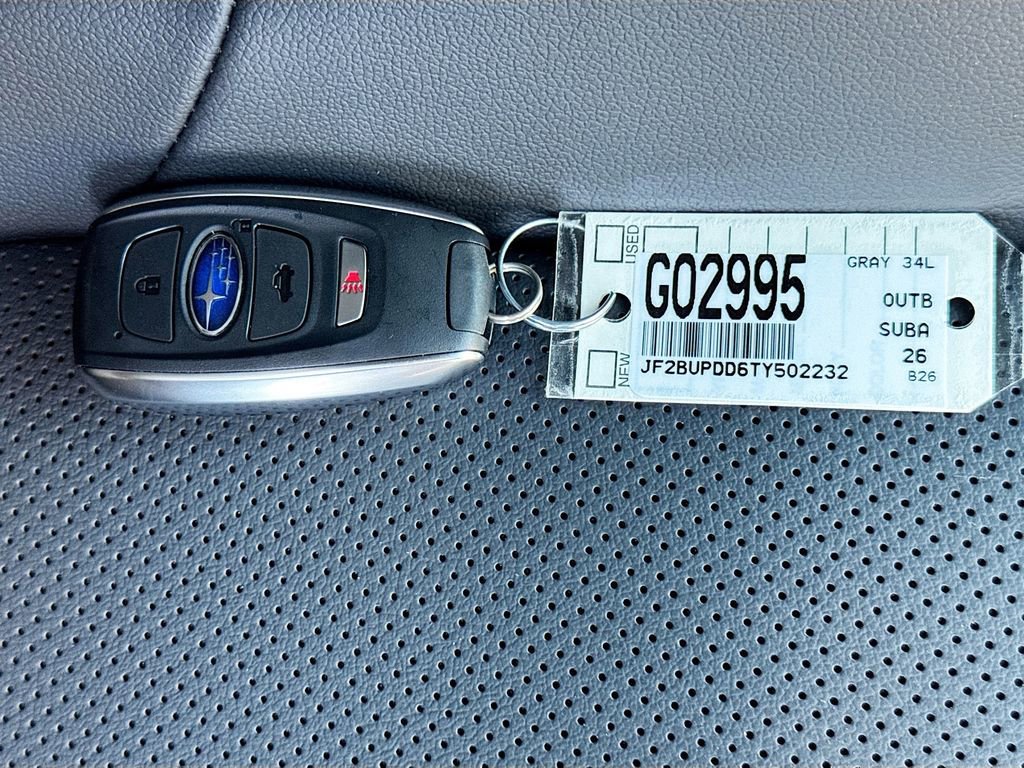 USED
G02995
GRAY 34L
OUTB
SUBA
JF2BUPDD6TY502232
26
B26
NEW